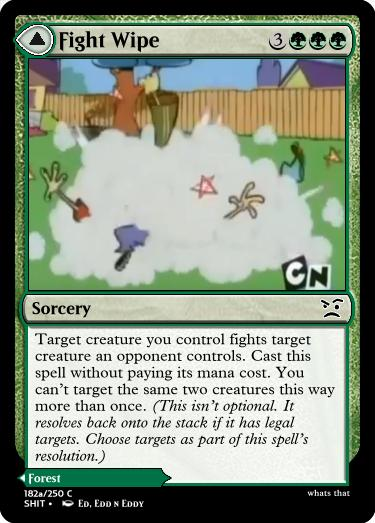 Fight Wipe 3
CN
Sorcery
Target creature you control fights target
creature an opponent controls. Cast this
spell without paying its mana cost. You
can't target the same two creatures this way
more than once. (This isn't optional. It
resolves back onto the stack if it has legal
targets. Choose targets as part of this spell's
resolution.)
Forest
182a/250 C
whats that
SHIT • Ed, Edd n Eddy